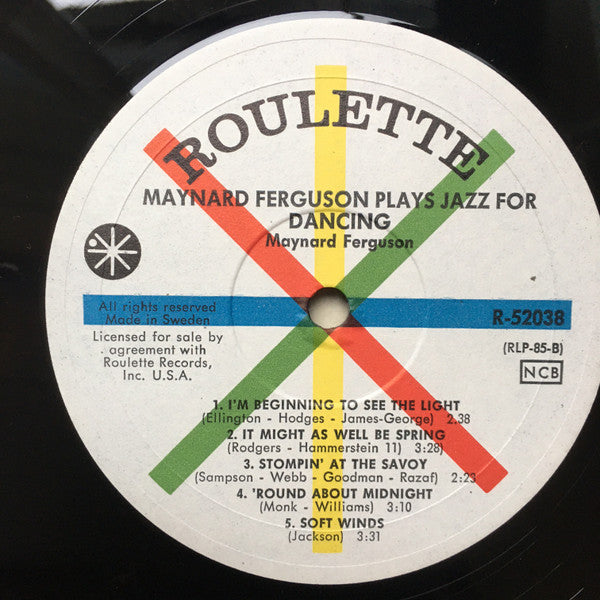 ROULETTE
MAYNARD FERGUSON PLAYS JAZZ FOR
DANCING
Maynard Ferguson
All rights reserved
Made in Sweden
Licensed for sale by
agreement with
Roulette Records,
Inc. U.S.A.
R-52038
(RLP-85-B)
NCB
1. I'M BEGINNING TO SEE THE LIGHT
(Ellington - Hodges - James-George) 2.38
2. IT MIGHT AS WELL BE SPRING
(Rodgers - Hammerstein 11) 3:28)
3. STOMPIN' AT THE SAVOY
(Sampson - Webb - Goodman - Razaf) 2:23
4. 'ROUND ABOUT MIDNIGHT
(Monk - Williams) 3:10
5. SOFT WINDS
(Jackson) 3:31